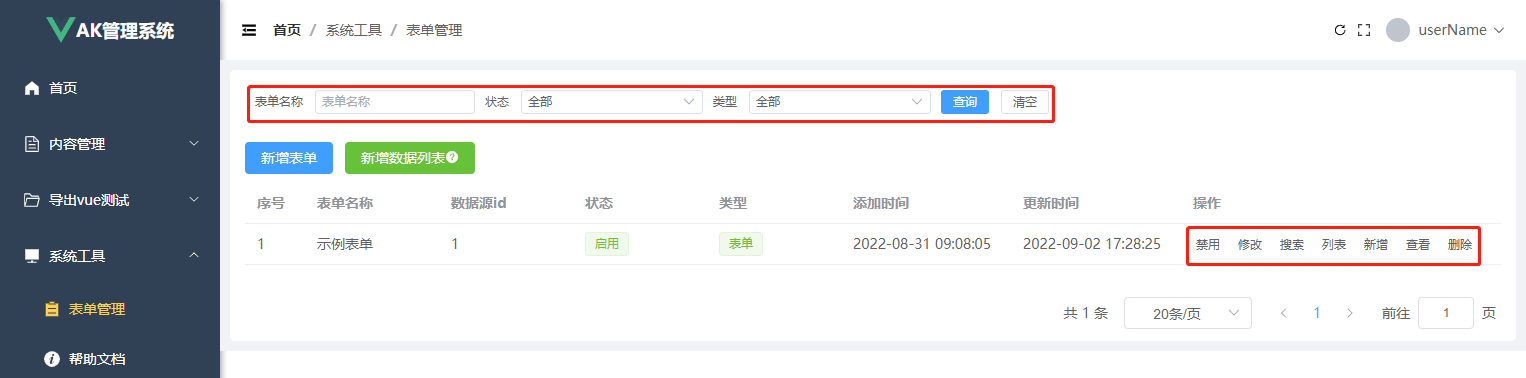 AK管理系统
首页
内容管理
导出vue测试
系统工具
表单管理
帮助文档
首页 / 系统工具 / 表单管理
userName
表单名称 表单名称 状态 全部 类型 全部 查询 清空
新增表单 新增数据列表?
序号 表单名称 数据源id 状态 类型 添加时间 更新时间 操作
1 示例表单 1 启用 表单 2022-08-31 09:08:05 2022-09-02 17:28:25 禁用 修改 搜索 列表 新增 查看 删除
共 1 条 20条/页 < 1 > 前往 1 页